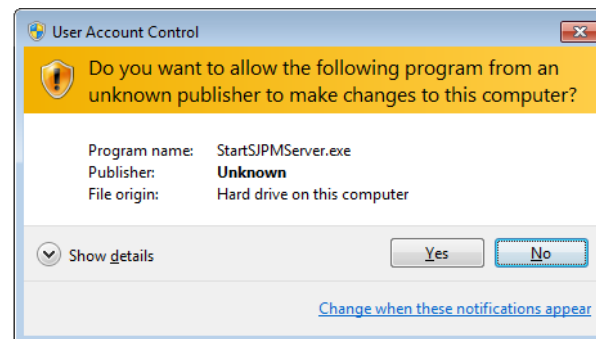 User Account Control
Do you want to allow the following program from an
unknown publisher to make changes to this computer?
Program name: StartSJPMServer.exe
Publisher: Unknown
File origin: Hard drive on this computer
Show details Yes No
Change when these notifications appear